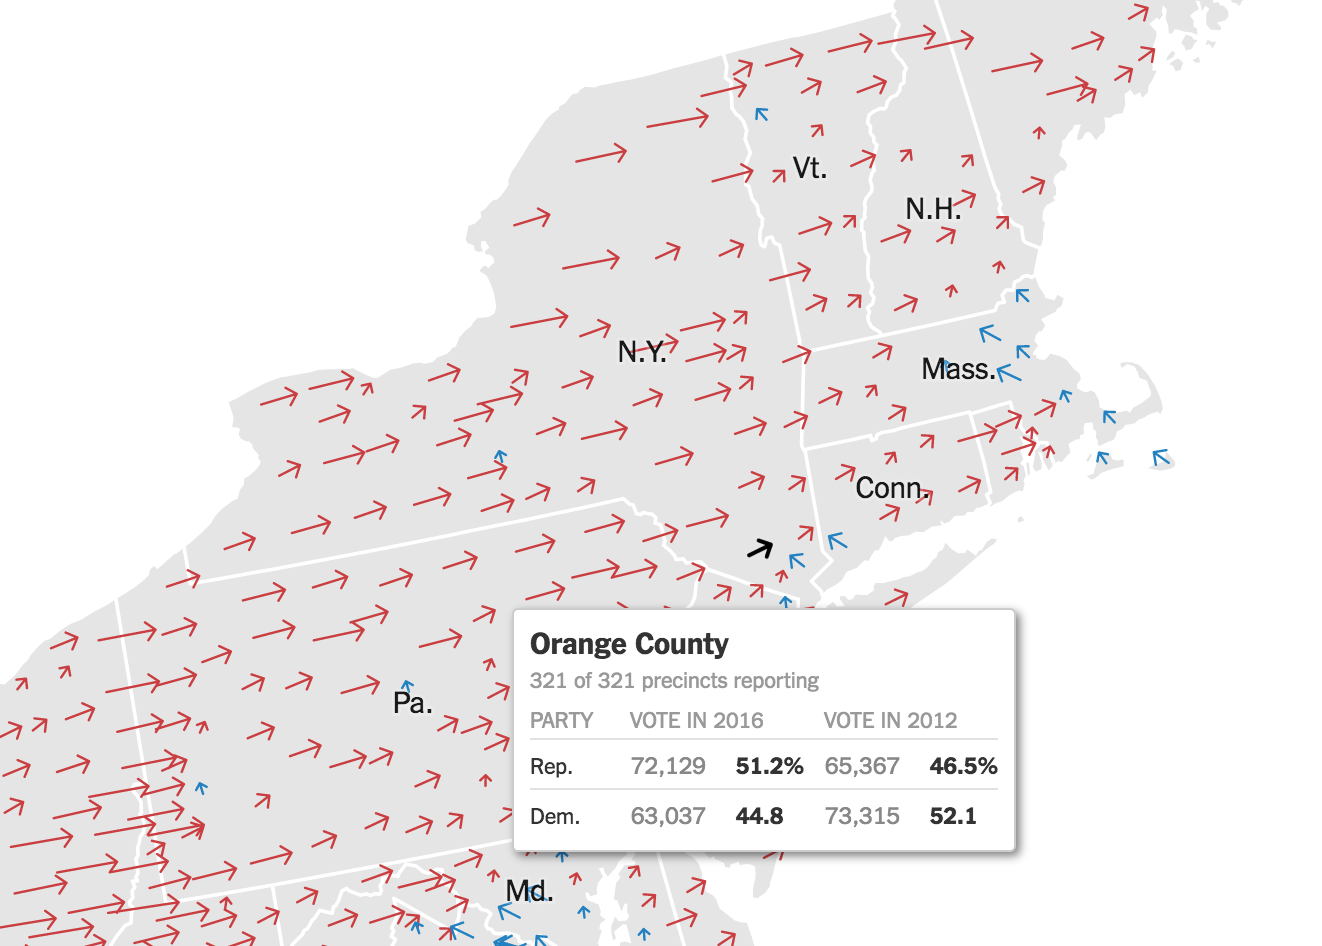 Vt.
N.H.
N.Y.
Mass.
Conn.
Pa.
Orange County
321 of 321 precincts reporting
PARTY VOTE IN 2016 VOTE IN 2012
Rep. 72,129 51.2% 65,367 46.5%
Dem. 63,037 44.8 73,315 52.1
Md.